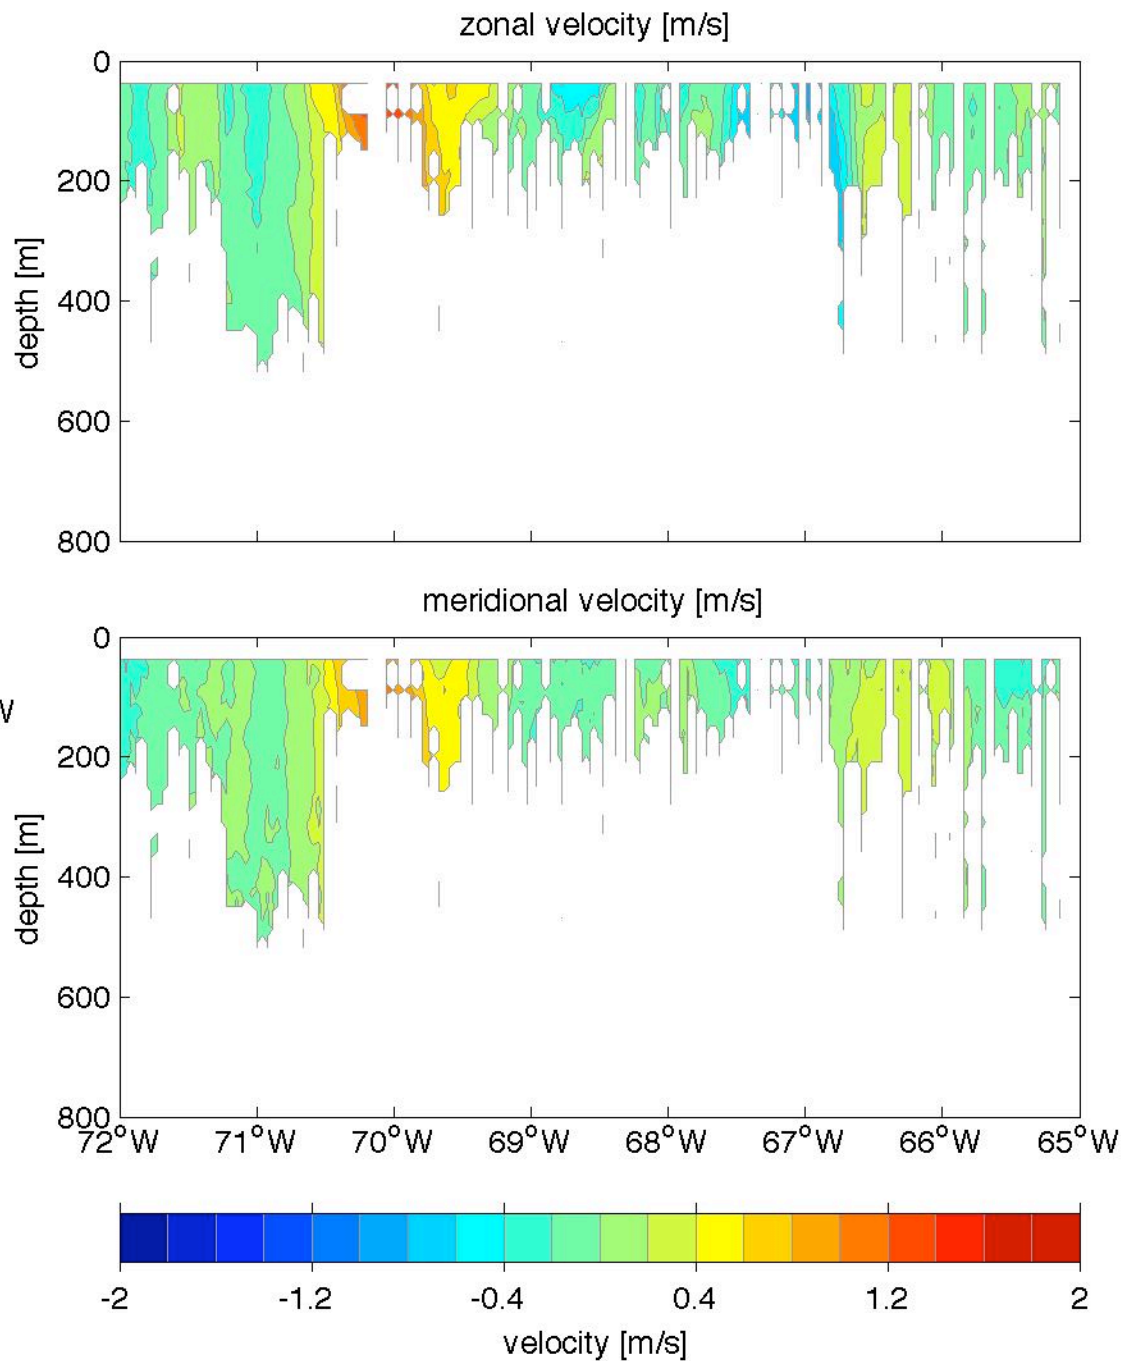 zonal velocity [m/s]
0
200
400
600
800
depth [m]
meridional velocity [m/s]
W
0
200
400
600
800
depth [m]
72°W 71°W 70°W 69°W 68°W 67°W 66°W 65°W
-2 -1.2 -0.4 0.4 1.2 2
velocity [m/s]